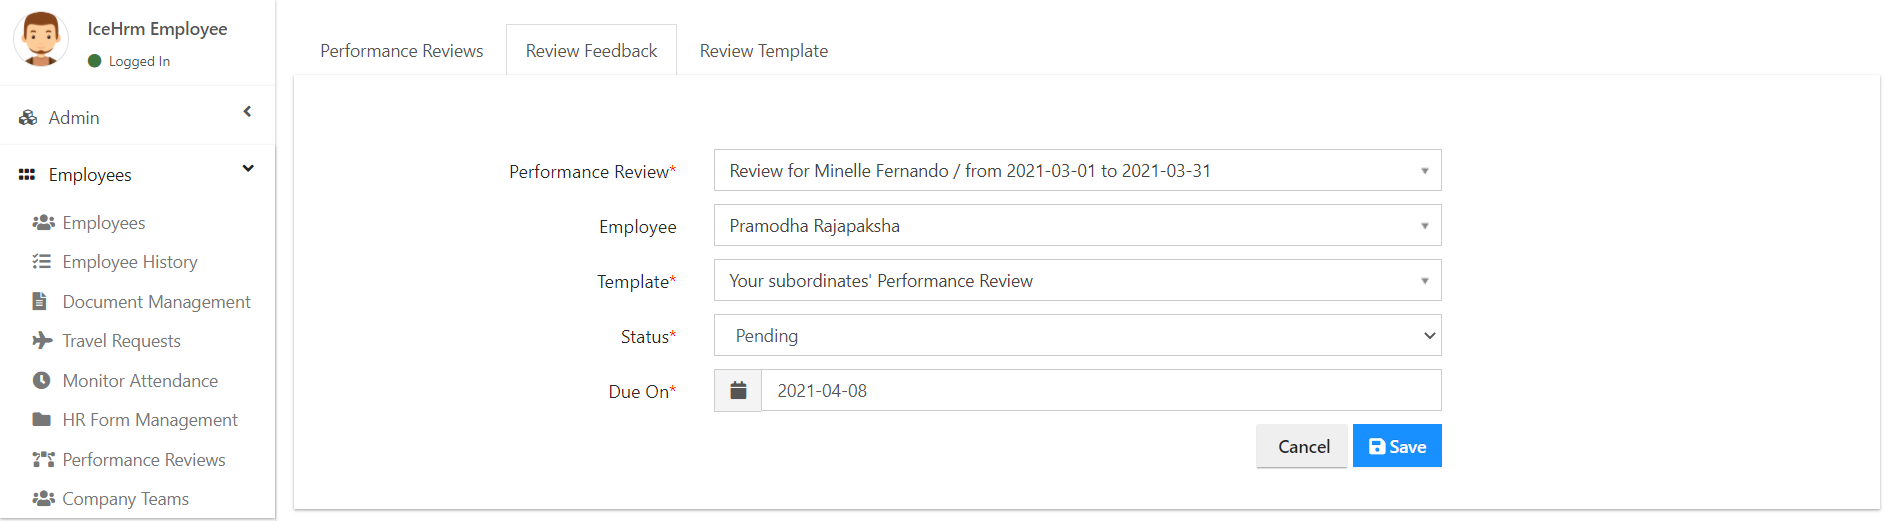 IceHrm Employee
Logged In
Admin
Employees
Employees
Employee History
Document Management
Travel Requests
Monitor Attendance
HR Form Management
Performance Reviews
Company Teams
Performance Reviews
Review Feedback
Review Template
Performance Review* Review for Minelle Fernando / from 2021-03-01 to 2021-03-31
Employee Pramodha Rajapaksha
Template* Your subordinates' Performance Review
Status* Pending
Due On* 2021-04-08
Cancel
Save